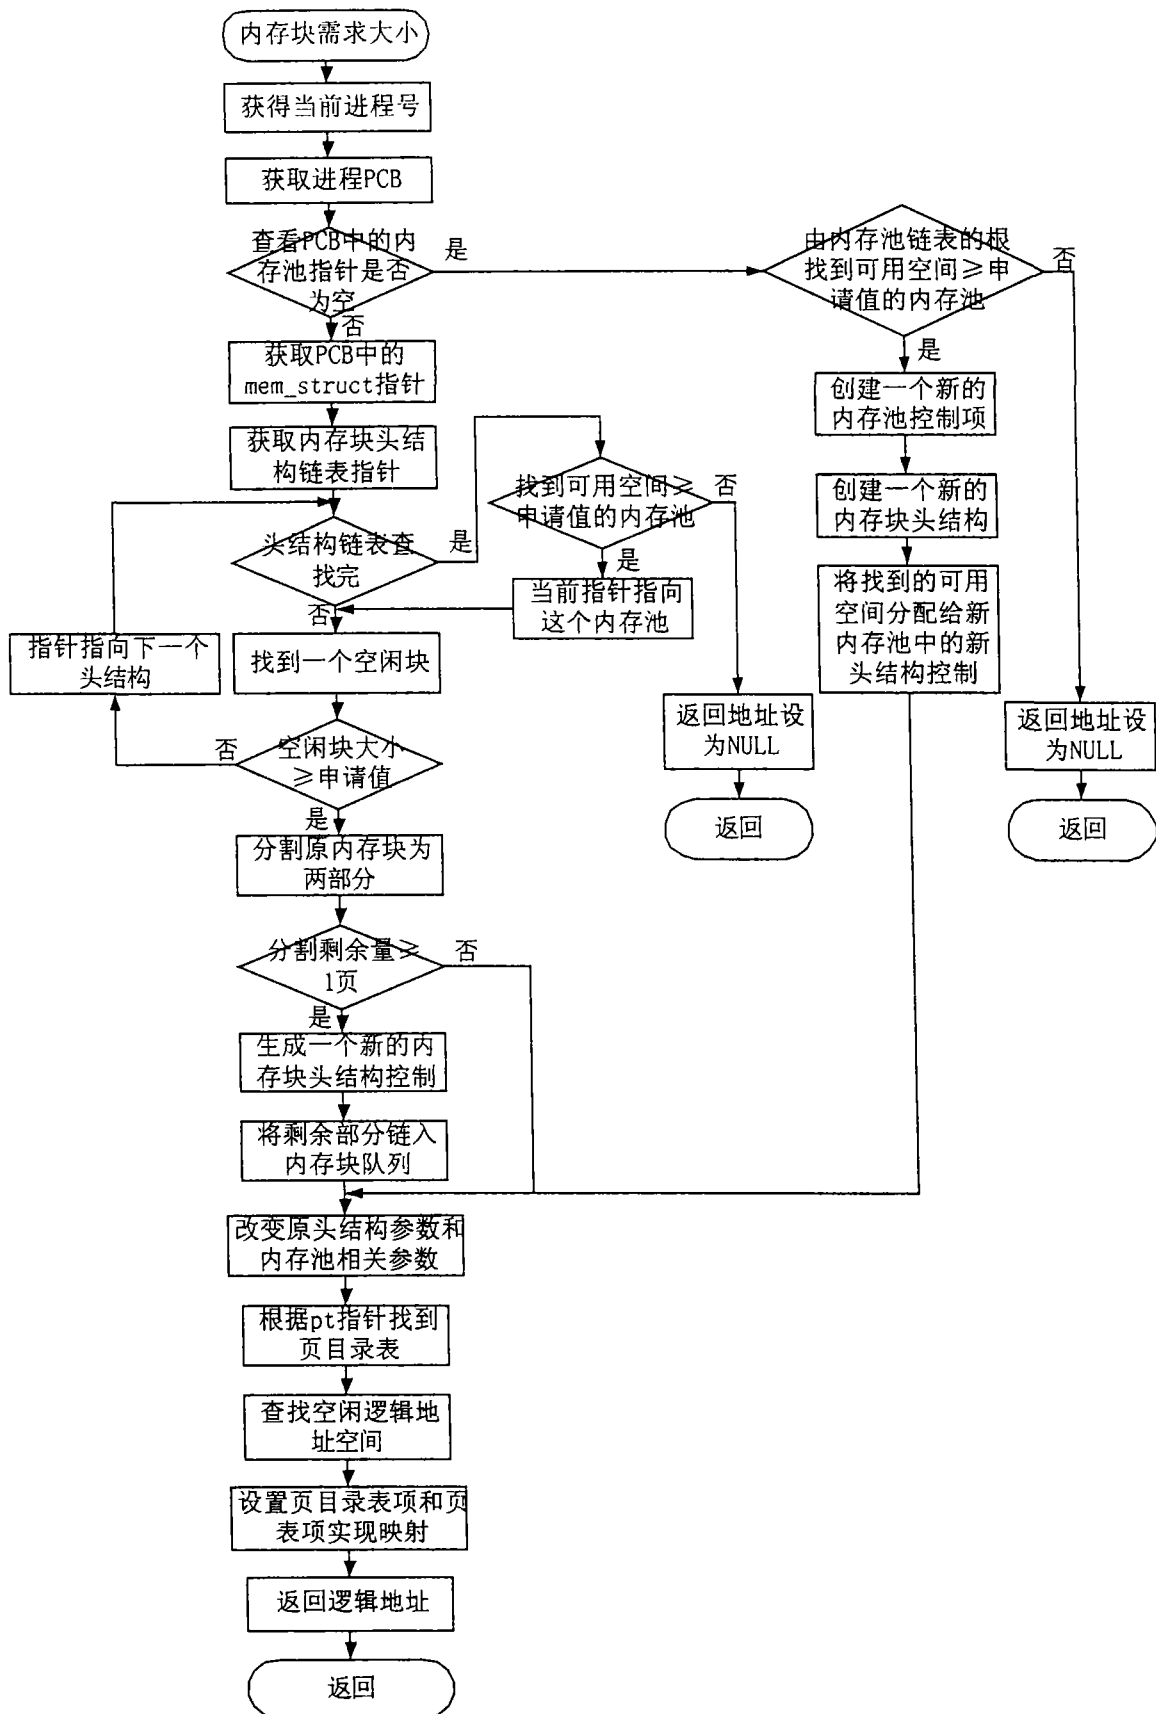 内存块需求大小
获得当前进程号
获取进程PCB
查看PCB中的内
存池指针是否
为空
是
否
由内存池链表的根
找到可用空间≥申
请值的内存池
否
是
获取PCB中的
mem_struct指针
创建一个新的
内存池控制项
获取内存块头结
构链表指针
找到可用空间≥
申请值的内存池
否
是
创建一个新的
内存块头结构
头结构链表查
找完
是
否
当前指针指向
这个内存池
将找到的可用
空间分配给新
内存池中的新
头结构控制
指针指向下一个
头结构
找到一个空闲块
返回地址设
为NULL
返回地址设
为NULL
空闲块大小
≥申请值
否
是
返回
返回
分割原内存块为
两部分
分割剩余量≥
1页
否
是
生成一个新的内
存块头结构控制
将剩余部分链入
内存块队列
改变原头结构参数和
内存池相关参数
根据pt指针找到
页目录表
查找空闲逻辑地
址空间
设置页目录表项和页
表项实现映射
返回逻辑地址
返回